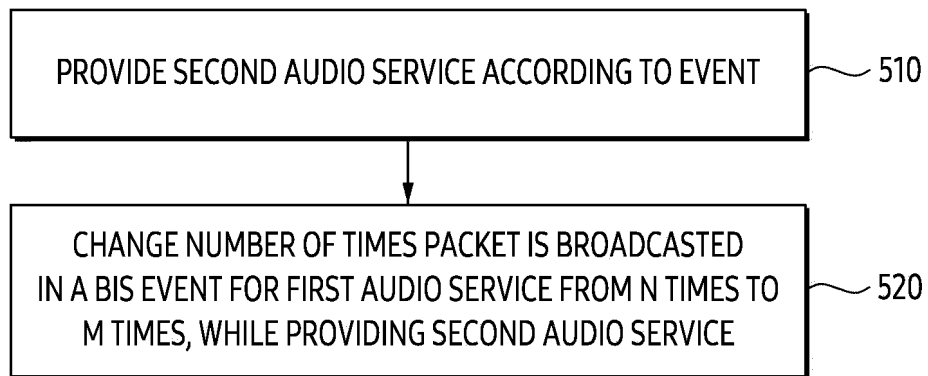 PROVIDE SECOND AUDIO SERVICE ACCORDING TO EVENT
510
CHANGE NUMBER OF TIMES PACKET IS BROADCASTED
IN A BIS EVENT FOR FIRST AUDIO SERVICE FROM N TIMES TO
M TIMES, WHILE PROVIDING SECOND AUDIO SERVICE
520